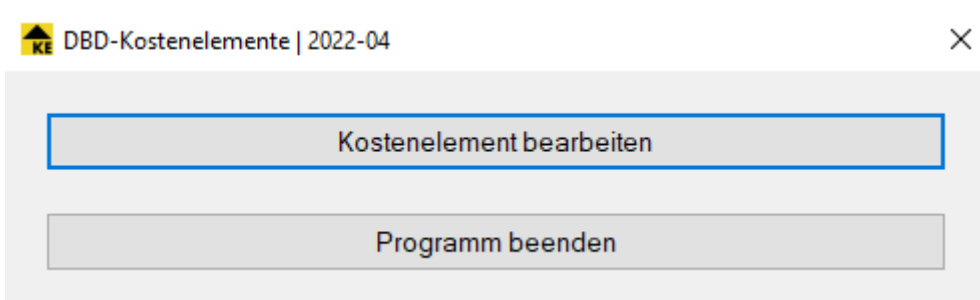 KE DBD-Kostenelemente | 2022-04
Kostenelement bearbeiten
Programm beenden